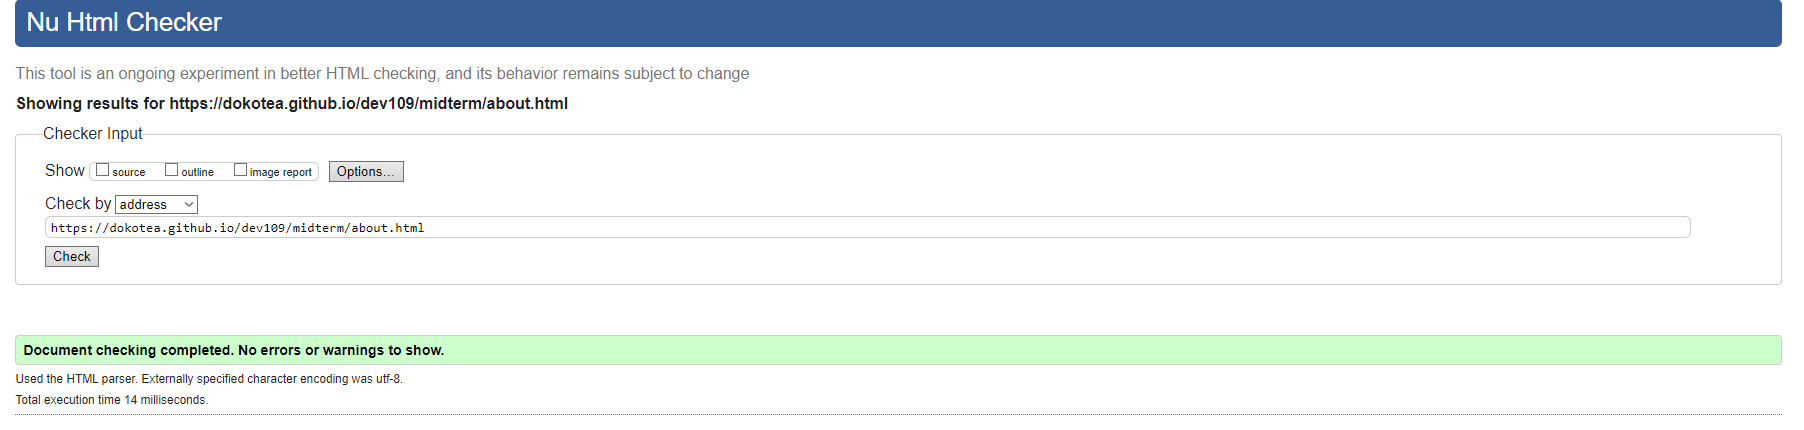 Nu Html Checker
This tool is an ongoing experiment in better HTML checking, and its behavior remains subject to change
Showing results for https://dokotea.github.io/dev109/midterm/about.html
Checker Input
Show source outline image report Options...
Check by address
https://dokotea.github.io/dev109/midterm/about.html
Check
Document checking completed. No errors or warnings to show.
Used the HTML parser. Externally specified character encoding was utf-8.
Total execution time 14 milliseconds.